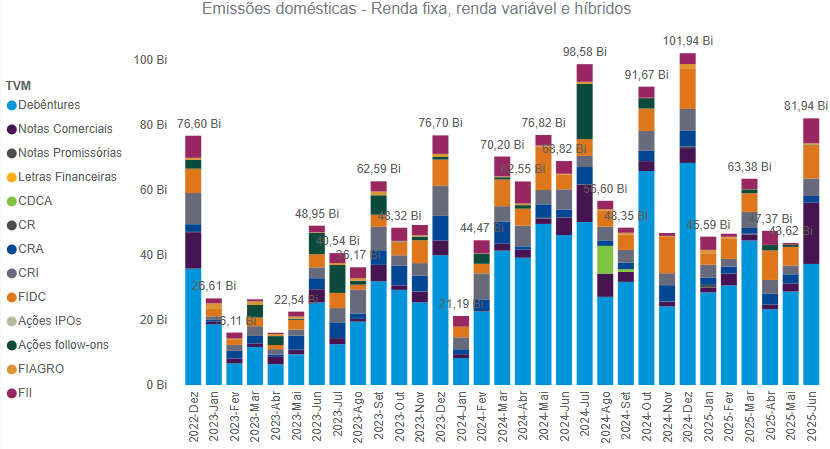 Emissões domésticas - Renda fixa, renda variável e híbridos
TVM
Debêntures
Notas Comerciais
Notas Promissórias
Letras Financeiras
CDCA
CR
CRA
CRI
FIDC
Ações IPOs
Ações follow-ons
FIAGRO
FII
100 Bi
80 Bi
60 Bi
40 Bi
20 Bi
0 Bi
76,60 Bi
26,61 Bi
16,11 Bi
22,54 Bi
48,95 Bi
40,54 Bi
36,17 Bi
62,59 Bi
48,32 Bi
76,70 Bi
21,19 Bi
44,47 Bi
70,20 Bi
62,55 Bi
76,82 Bi
68,82 Bi
98,58 Bi
56,60 Bi
48,35 Bi
91,67 Bi
101,94 Bi
45,59 Bi
63,38 Bi
47,37 Bi
43,62 Bi
81,94 Bi
2022-Dez
2023-Jan
2023-Fev
2023-Mar
2023-Abr
2023-Mai
2023-Jun
2023-Jul
2023-Ago
2023-Set
2023-Out
2023-Nov
2023-Dez
2024-Jan
2024-Fev
2024-Mar
2024-Abr
2024-Mai
2024-Jun
2024-Jul
2024-Ago
2024-Set
2024-Out
2024-Nov
2024-Dez
2025-Jan
2025-Fev
2025-Mar
2025-Abr
2025-Mai
2025-Jun